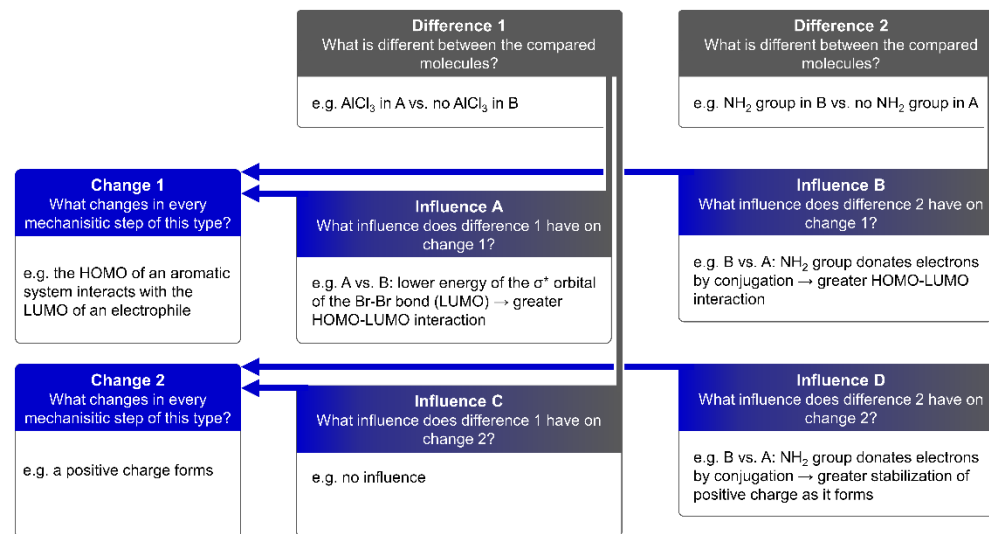 Difference 1
What is different between the compared
molecules?
e.g. AlCl₃ in A vs. no AlCl₃ in B
Difference 2
What is different between the compared
molecules?
e.g. NH₂ group in B vs. no NH₂ group in A
Change 1
What changes in every
mechanisitic step of this type?
e.g. the HOMO of an aromatic
system interacts with the
LUMO of an electrophile
Influence A
What influence does difference 1 have on
change 1?
e.g. A vs. B: lower energy of the σ* orbital
of the Br-Br bond (LUMO) → greater
HOMO-LUMO interaction
Influence B
What influence does difference 2 have on
change 1?
e.g. B vs. A: NH₂ group donates electrons
by conjugation → greater HOMO-LUMO
interaction
Change 2
What changes in every
mechanisitic step of this type?
e.g. a positive charge forms
Influence C
What influence does difference 1 have on
change 2?
e.g. no influence
Influence D
What influence does difference 2 have on
change 2?
e.g. B vs. A: NH₂ group donates electrons
by conjugation → greater stabilization of
positive charge as it forms